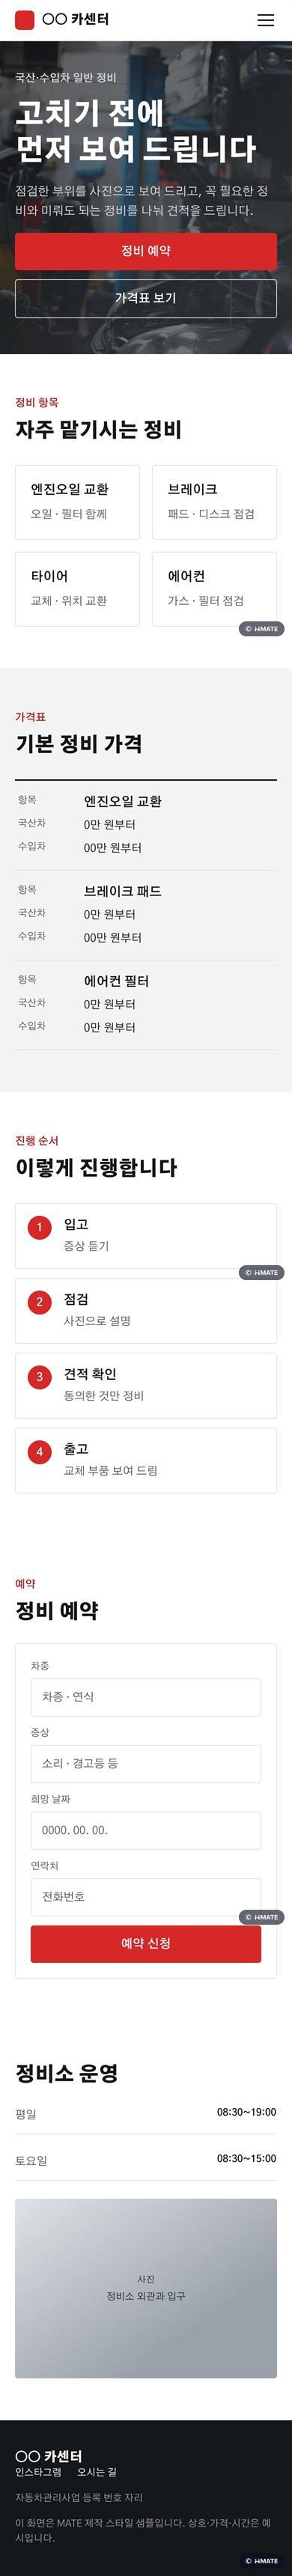 ○○ 카센터
국산·수입차 일반 정비
고치기 전에
먼저 보여 드립니다
점검한 부위를 사진으로 보여 드리고, 꼭 필요한 정
비와 미뤄도 되는 정비를 나눠 견적을 드립니다.
정비 예약
가격표 보기
정비 항목
자주 맡기시는 정비
엔진오일 교환
오일 · 필터 함께
브레이크
패드 · 디스크 점검
타이어
교체 · 위치 교환
에어컨
가스 · 필터 점검
© HMATE
가격표
기본 정비 가격
항목 엔진오일 교환
국산차 0만 원부터
수입차 00만 원부터
항목 브레이크 패드
국산차 0만 원부터
수입차 00만 원부터
항목 에어컨 필터
국산차 0만 원부터
수입차 0만 원부터
진행 순서
이렇게 진행합니다
1 입고
증상 듣기
© HMATE
2 점검
사진으로 설명
3 견적 확인
동의한 것만 정비
4 출고
교체 부품 보여 드림
예약
정비 예약
차종
차종 · 연식
증상
소리 · 경고등 등
희망 날짜
0000. 00. 00.
연락처
전화번호
© HMATE
예약 신청
정비소 운영
평일 08:30~19:00
토요일 08:30~15:00
사진
정비소 외관과 입구
○○ 카센터
인스타그램 오시는 길
자동차관리사업 등록 번호 자리
이 화면은 MATE 제작 스타일 샘플입니다. 상호·가격·시간은 예
시입니다.
© HMATE